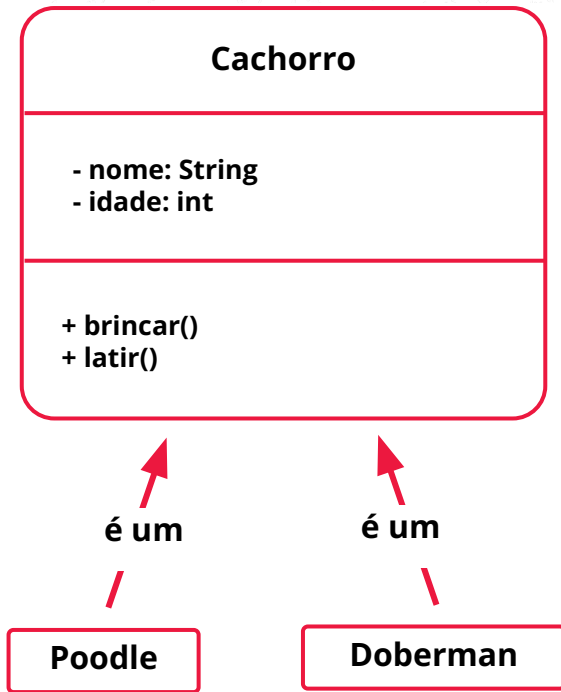 Cachorro
- nome: String
- idade: int
+ brincar()
+ latir()
é um
é um
Poodle
Doberman